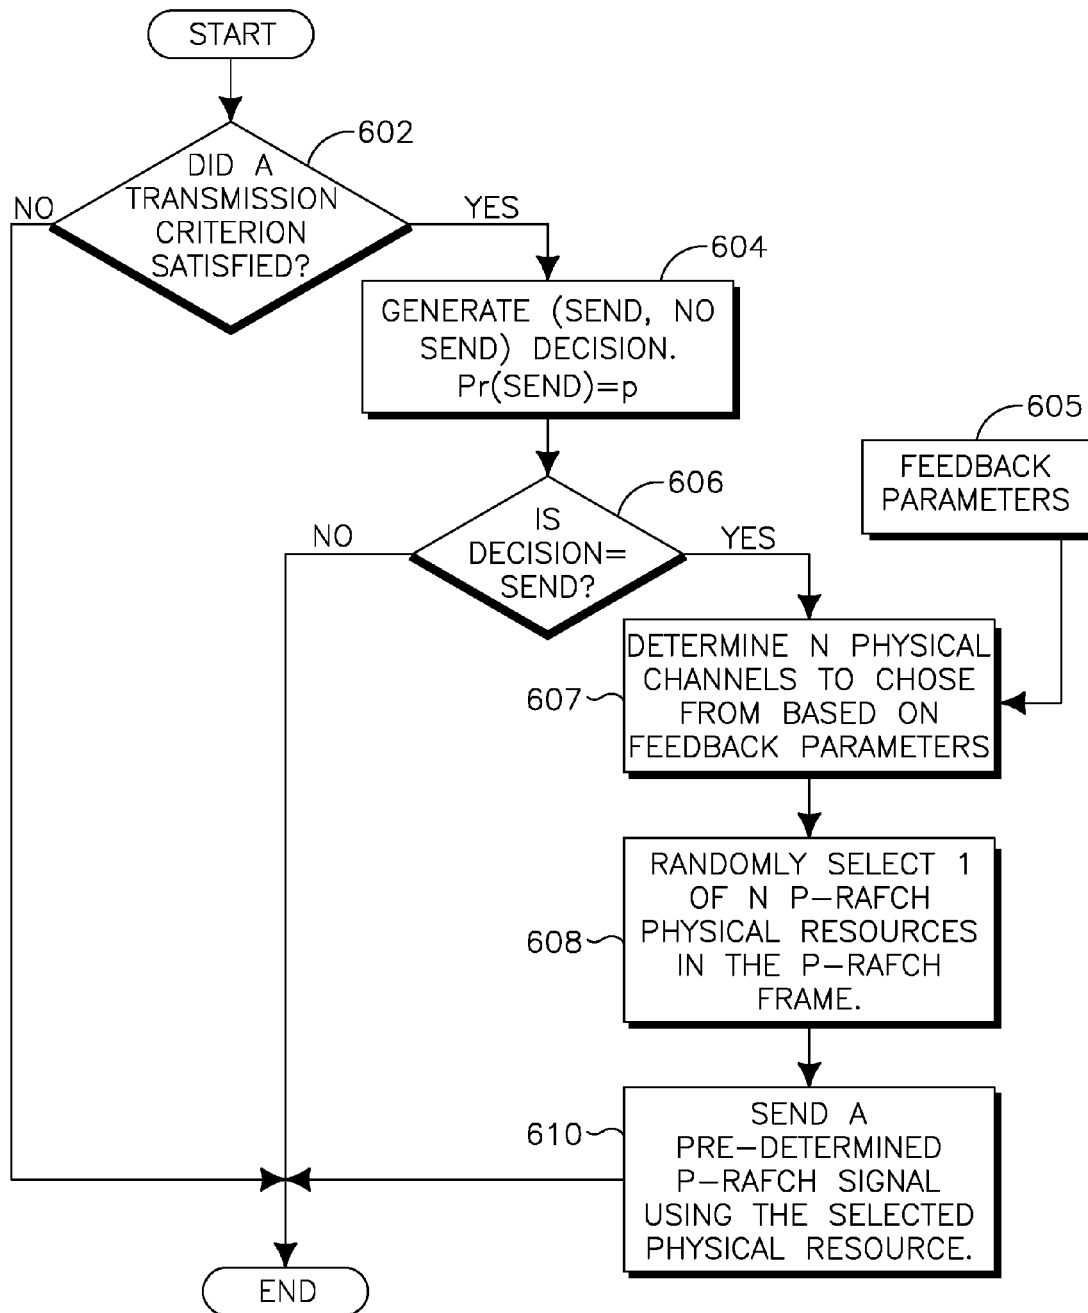 START
602
DID A
TRANSMISSION
CRITERION
SATISFIED?
NO
YES
604
GENERATE (SEND, NO
SEND) DECISION.
Pr(SEND)=p
605
FEEDBACK
PARAMETERS
606
IS
DECISION=
SEND?
NO
YES
607
DETERMINE N PHYSICAL
CHANNELS TO CHOSE
FROM BASED ON
FEEDBACK PARAMETERS
608
RANDOMLY SELECT 1
OF N P-RAFCH
PHYSICAL RESOURCES
IN THE P-RAFCH
FRAME.
610
SEND A
PRE-DETERMINED
P-RAFCH SIGNAL
USING THE SELECTED
PHYSICAL RESOURCE.
END